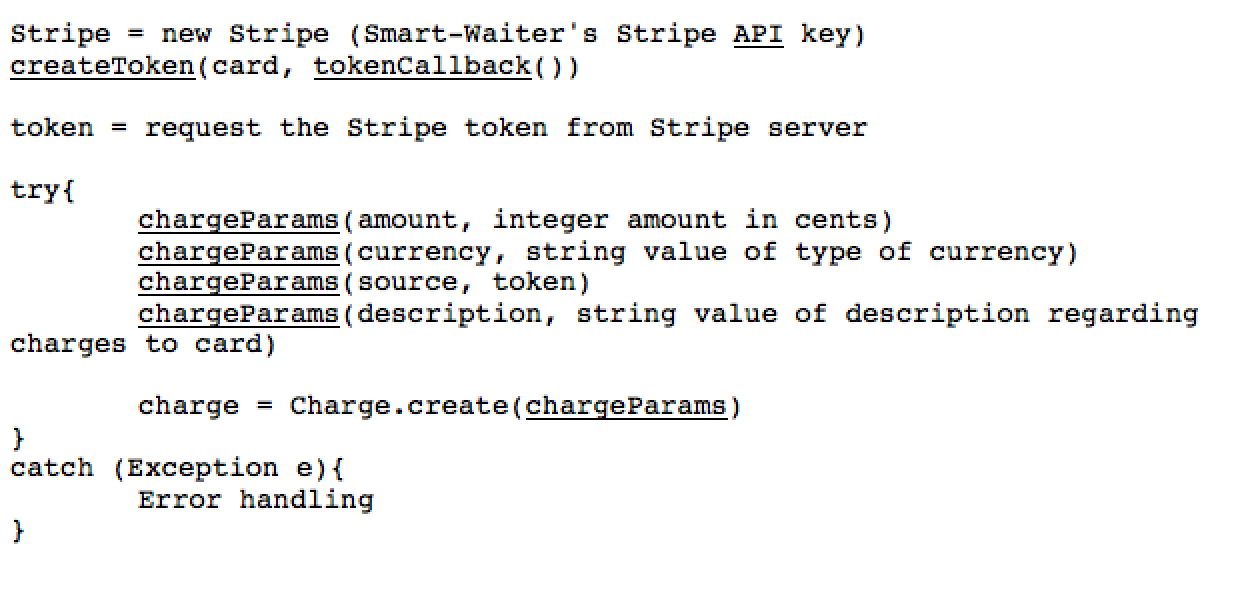 Stripe = new Stripe (Smart-Waiter's Stripe API key)
createToken(card, tokenCallback())
token = request the Stripe token from Stripe server
try{
chargeParams(amount, integer amount in cents)
chargeParams(currency, string value of type of currency)
chargeParams(source, token)
chargeParams(description, string value of description regarding
charges to card)
charge = Charge.create(chargeParams)
}
catch (Exception e){
Error handling
}